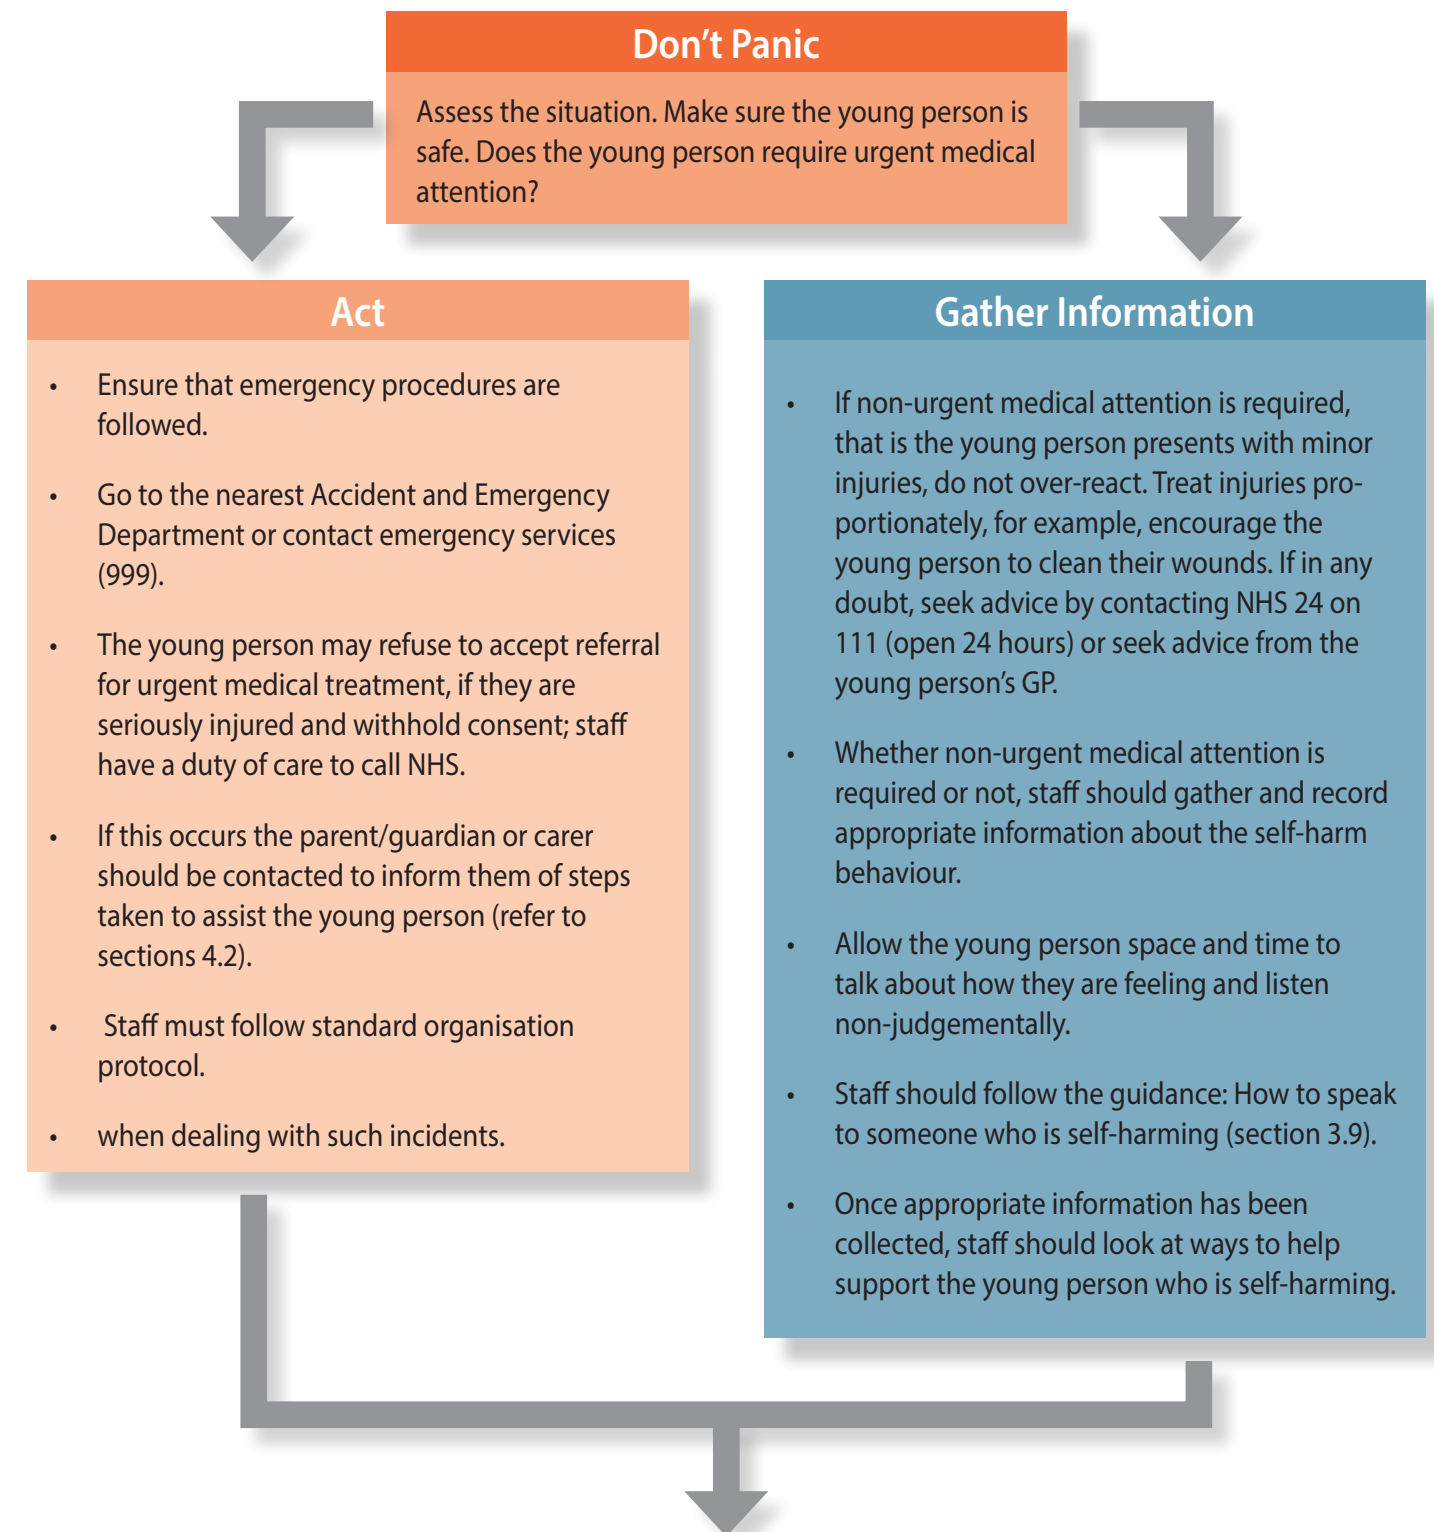 Don't Panic
Assess the situation. Make sure the young person is
safe. Does the young person require urgent medical
attention?
Act
• Ensure that emergency procedures are
followed.
• Go to the nearest Accident and Emergency
Department or contact emergency services
(999).
• The young person may refuse to accept referral
for urgent medical treatment, if they are
seriously injured and withhold consent; staff
have a duty of care to call NHS.
• If this occurs the parent/guardian or carer
should be contacted to inform them of steps
taken to assist the young person (refer to
sections 4.2).
• Staff must follow standard organisation
protocol.
• when dealing with such incidents.
Gather Information
• If non-urgent medical attention is required,
that is the young person presents with minor
injuries, do not over-react. Treat injuries pro-
portionately, for example, encourage the
young person to clean their wounds. If in any
doubt, seek advice by contacting NHS 24 on
111 (open 24 hours) or seek advice from the
young person's GP.
• Whether non-urgent medical attention is
required or not, staff should gather and record
appropriate information about the self-harm
behaviour.
• Allow the young person space and time to
talk about how they are feeling and listen
non-judgementally.
• Staff should follow the guidance: How to speak
to someone who is self-harming (section 3.9).
• Once appropriate information has been
collected, staff should look at ways to help
support the young person who is self-harming.